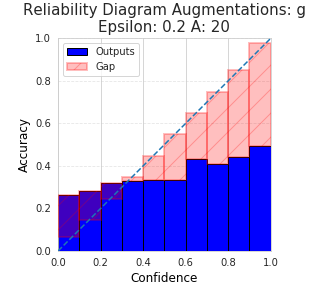 Reliability Diagram Augmentations: g
Epsilon: 0.2 A: 20
1.0
0.8
0.6
0.4
0.2
0.0
Accuracy
Outputs
Gap
0.0 0.2 0.4 0.6 0.8 1.0
Confidence